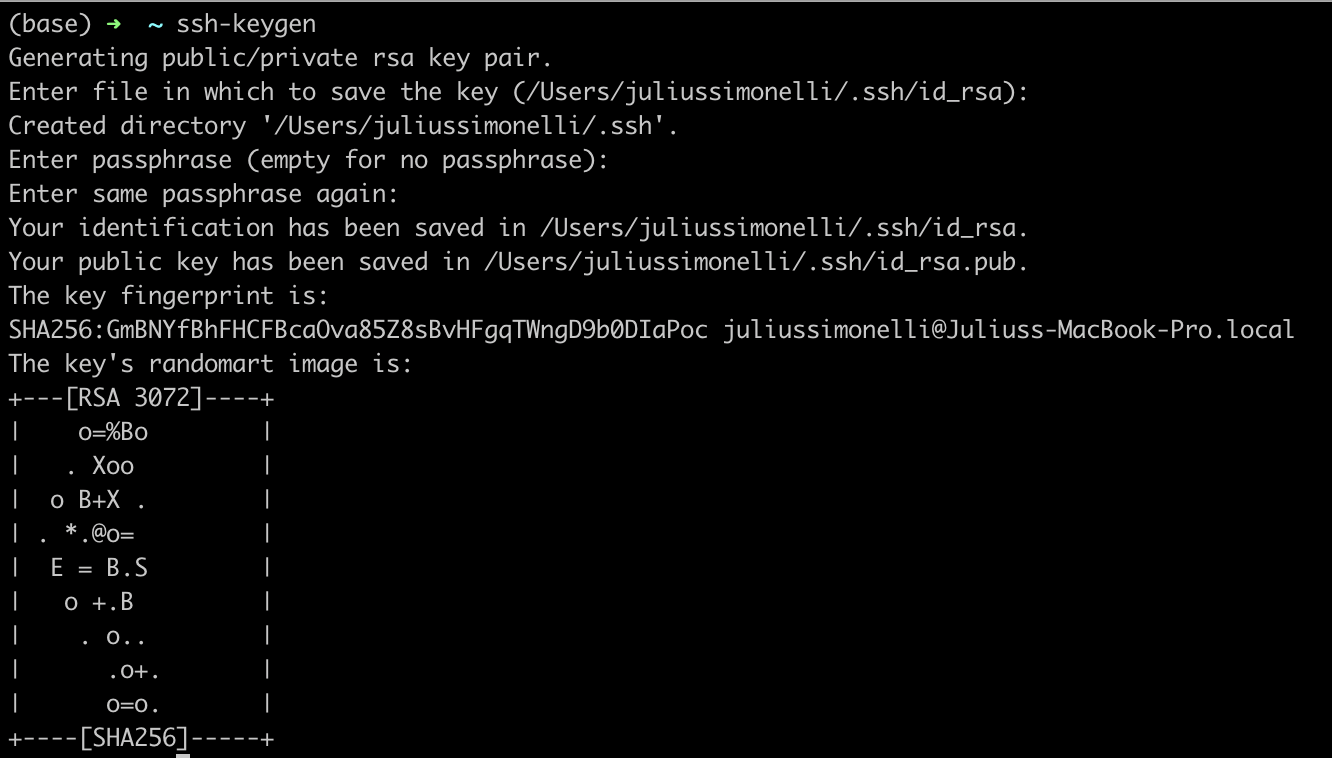 (base) ➜  ~ ssh-keygen
Generating public/private rsa key pair.
Enter file in which to save the key (/Users/juliussimonelli/.ssh/id_rsa):
Created directory '/Users/juliussimonelli/.ssh'.
Enter passphrase (empty for no passphrase):
Enter same passphrase again:
Your identification has been saved in /Users/juliussimonelli/.ssh/id_rsa.
Your public key has been saved in /Users/juliussimonelli/.ssh/id_rsa.pub.
The key fingerprint is:
SHA256:GmBNYfBhFHCFBcaOva85Z8sBvHFgqTWngD9b0DIaPoc juliussimonelli@Juliuss-MacBook-Pro.local
The key's randomart image is:
+---[RSA 3072]----+
|    o=%Bo        |
|   . Xoo         |
|  o B+X .        |
| . *.@o=         |
|  E = B.S        |
|   o +.B         |
|    . o..        |
|      .o+.       |
|      o=o.       |
+----[SHA256]-----+